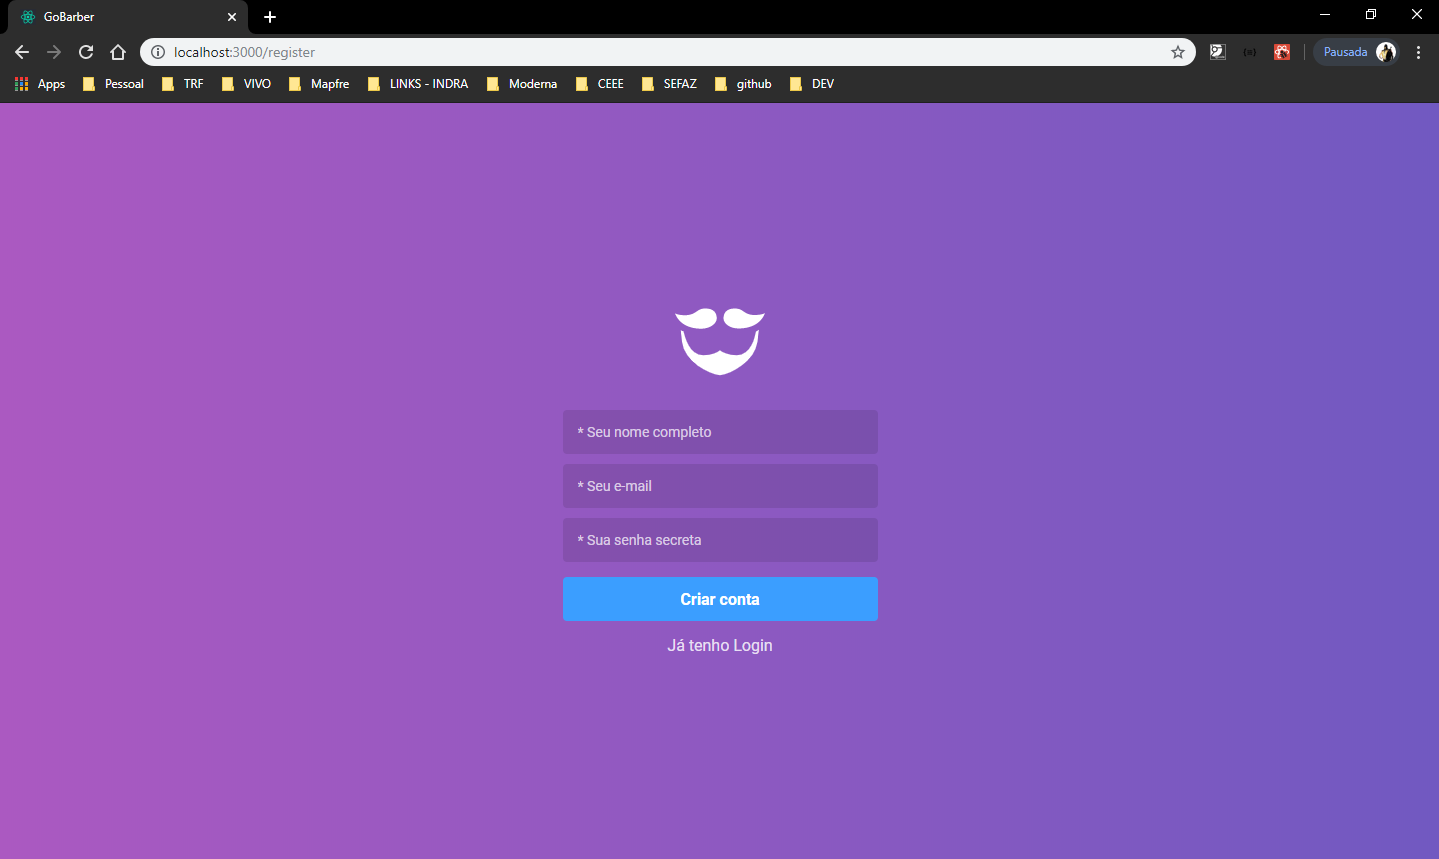 GoBarber
localhost:3000/register
Pausada
Apps Pessoal TRF VIVO Mapfre LINKS - INDRA Moderna CEEE SEFAZ github DEV
* Seu nome completo
* Seu e-mail
* Sua senha secreta
Criar conta
Já tenho Login